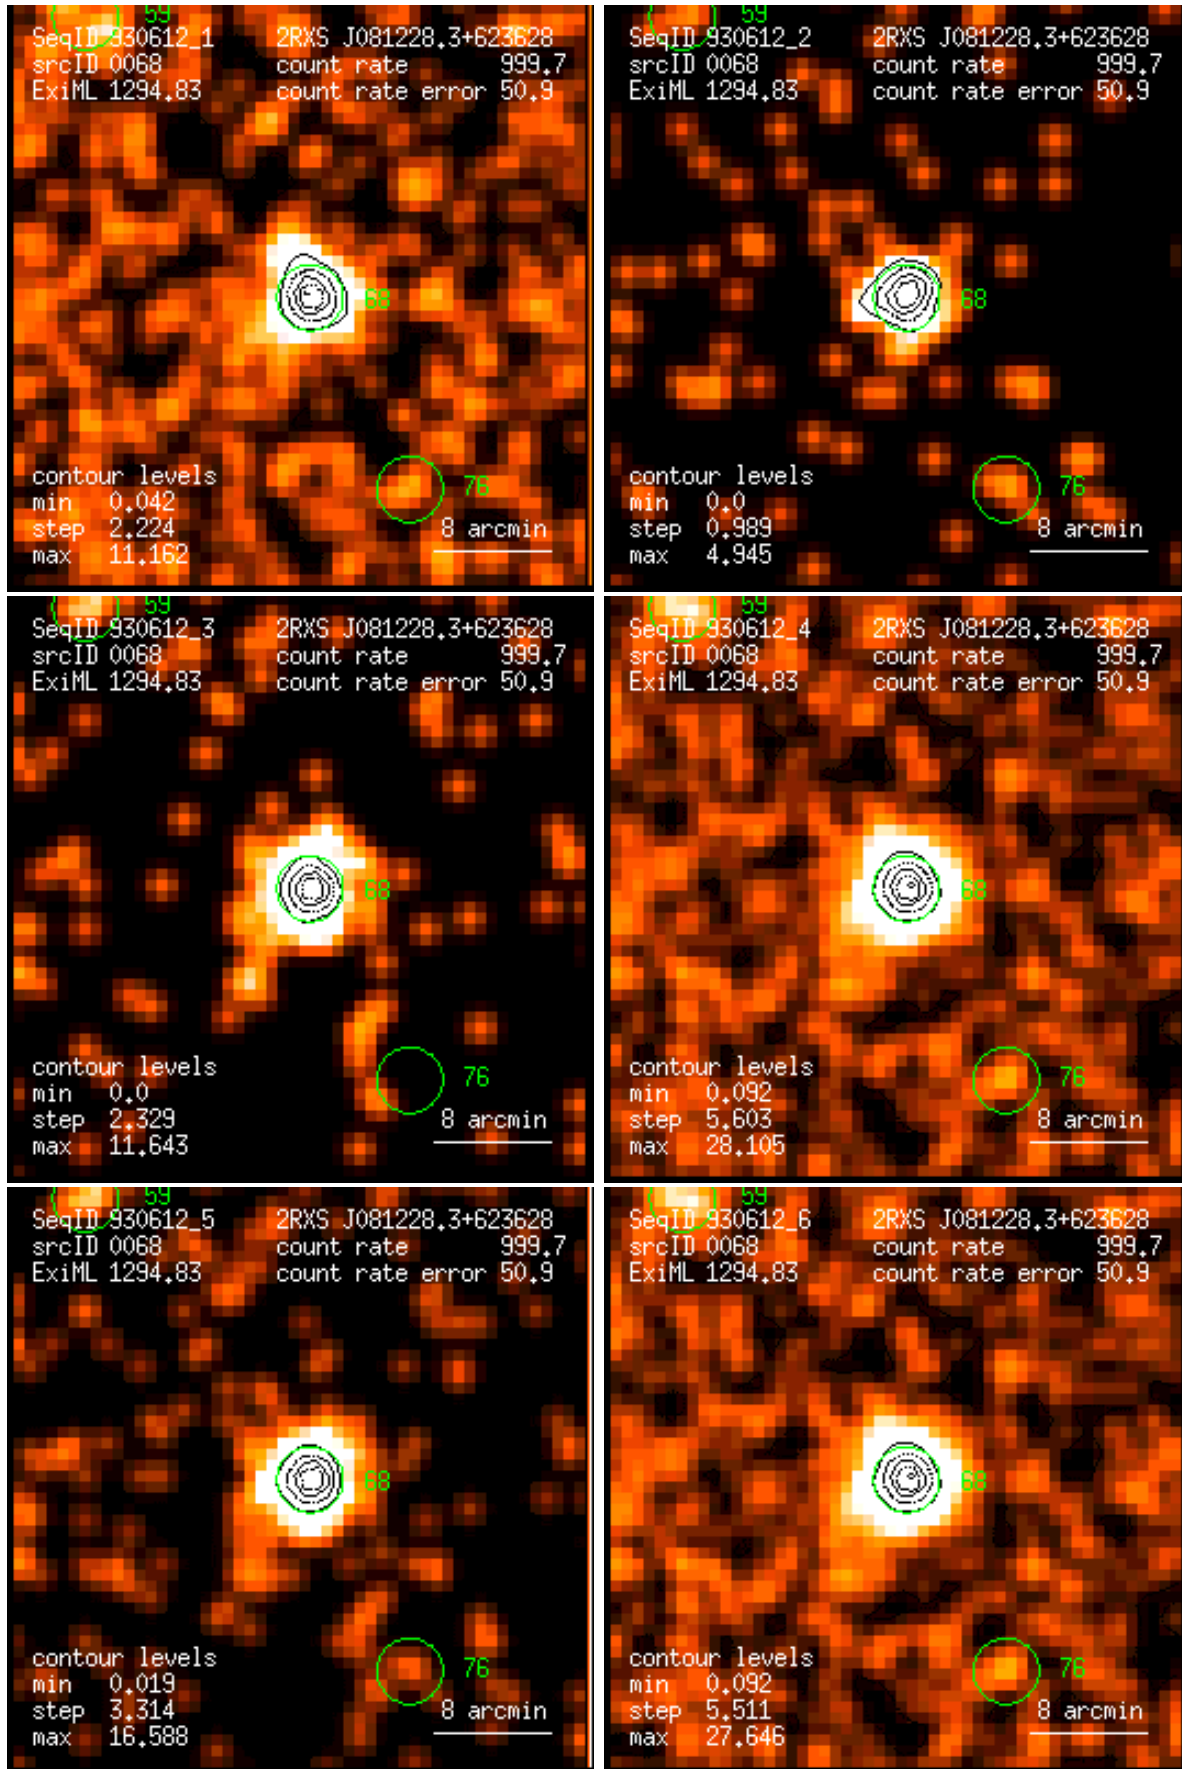 59
SeqID 930612_1 2RXS J081228.3+623628
srcID 0068 count rate 999.7
ExiML 1294.83 count rate error 50.9
68
contour levels
min 0.042
76
step 2.224
8 arcmin
max 11.162
59
SeqID 930612_2 2RXS J081228.3+623628
srcID 0068 count rate 999.7
ExiML 1294.83 count rate error 50.9
68
contour levels
min 0.0
76
step 0.989
8 arcmin
max 4.945
59
SeqID 930612_3 2RXS J081228.3+623628
srcID 0068 count rate 999.7
ExiML 1294.83 count rate error 50.9
68
contour levels
min 0.0
76
step 2.329
8 arcmin
max 11.643
59
SeqID 930612_4 2RXS J081228.3+623628
srcID 0068 count rate 999.7
ExiML 1294.83 count rate error 50.9
68
contour levels
min 0.092
76
step 5.603
8 arcmin
max 28.105
59
SeqID 930612_5 2RXS J081228.3+623628
srcID 0068 count rate 999.7
ExiML 1294.83 count rate error 50.9
68
contour levels
min 0.019
76
step 3.314
8 arcmin
max 16.588
59
SeqID 930612_6 2RXS J081228.3+623628
srcID 0068 count rate 999.7
ExiML 1294.83 count rate error 50.9
68
contour levels
min 0.092
76
step 5.511
8 arcmin
max 27.646